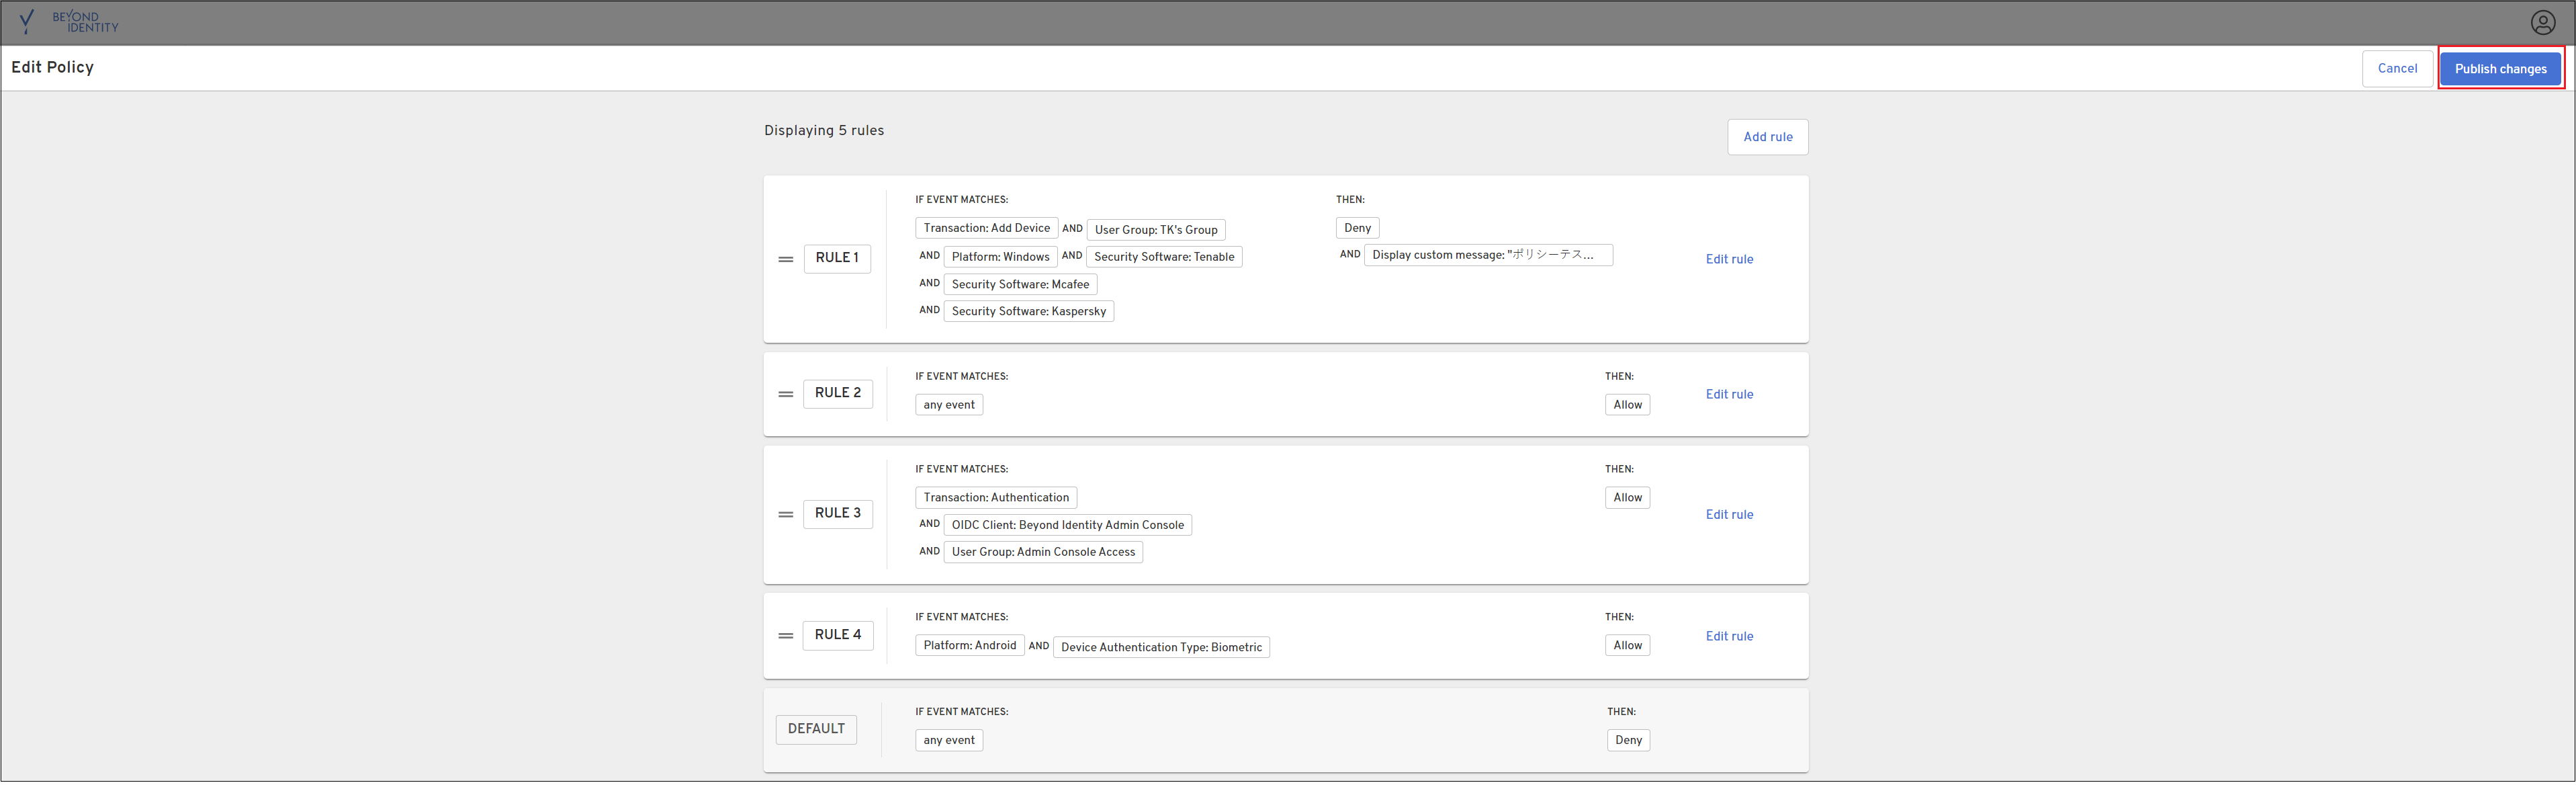 BEYOND
IDENTITY
Edit Policy
Cancel
Publish changes
Displaying 5 rules
Add rule
IF EVENT MATCHES:
THEN:
Transaction: Add Device AND User Group: TK's Group
Deny
AND Platform: Windows AND Security Software: Tenable
AND Display custom message: "ポリシーテス...
RULE 1
Edit rule
AND Security Software: Mcafee
AND Security Software: Kaspersky
IF EVENT MATCHES:
THEN:
RULE 2
any event
Allow
Edit rule
IF EVENT MATCHES:
THEN:
Transaction: Authentication
Allow
RULE 3
Edit rule
AND OIDC Client: Beyond Identity Admin Console
AND User Group: Admin Console Access
IF EVENT MATCHES:
THEN:
RULE 4
Platform: Android AND Device Authentication Type: Biometric
Allow
Edit rule
IF EVENT MATCHES:
THEN:
DEFAULT
any event
Deny